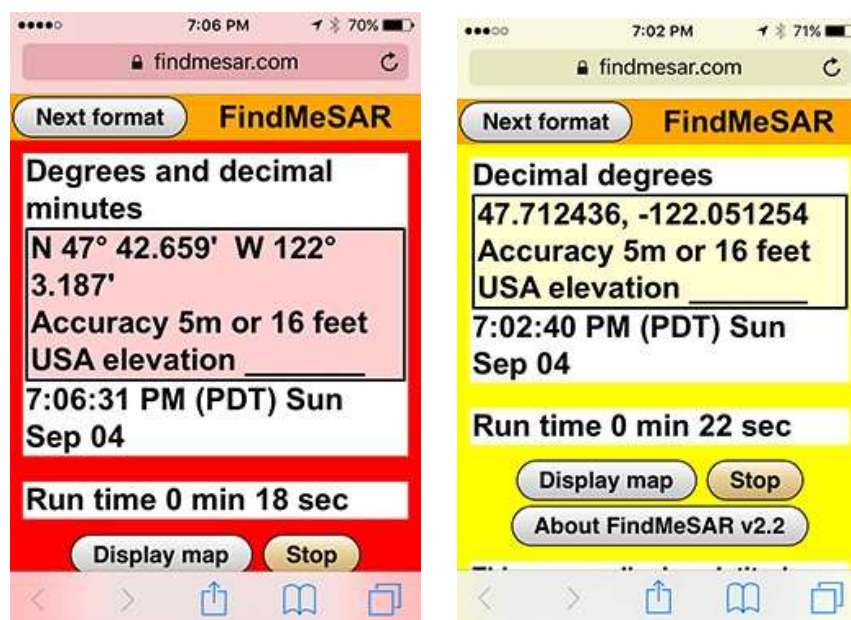 7:06 PM 70%
findmesar.com
Next format FindMeSAR
Degrees and decimal
minutes
N 47° 42.659' W 122°
3.187'
Accuracy 5m or 16 feet
USA elevation ______
7:06:31 PM (PDT) Sun
Sep 04
Run time 0 min 18 sec
Display map Stop
7:02 PM 71%
findmesar.com
Next format FindMeSAR
Decimal degrees
47.712436, -122.051254
Accuracy 5m or 16 feet
USA elevation ______
7:02:40 PM (PDT) Sun
Sep 04
Run time 0 min 22 sec
Display map Stop
About FindMeSAR v2.2